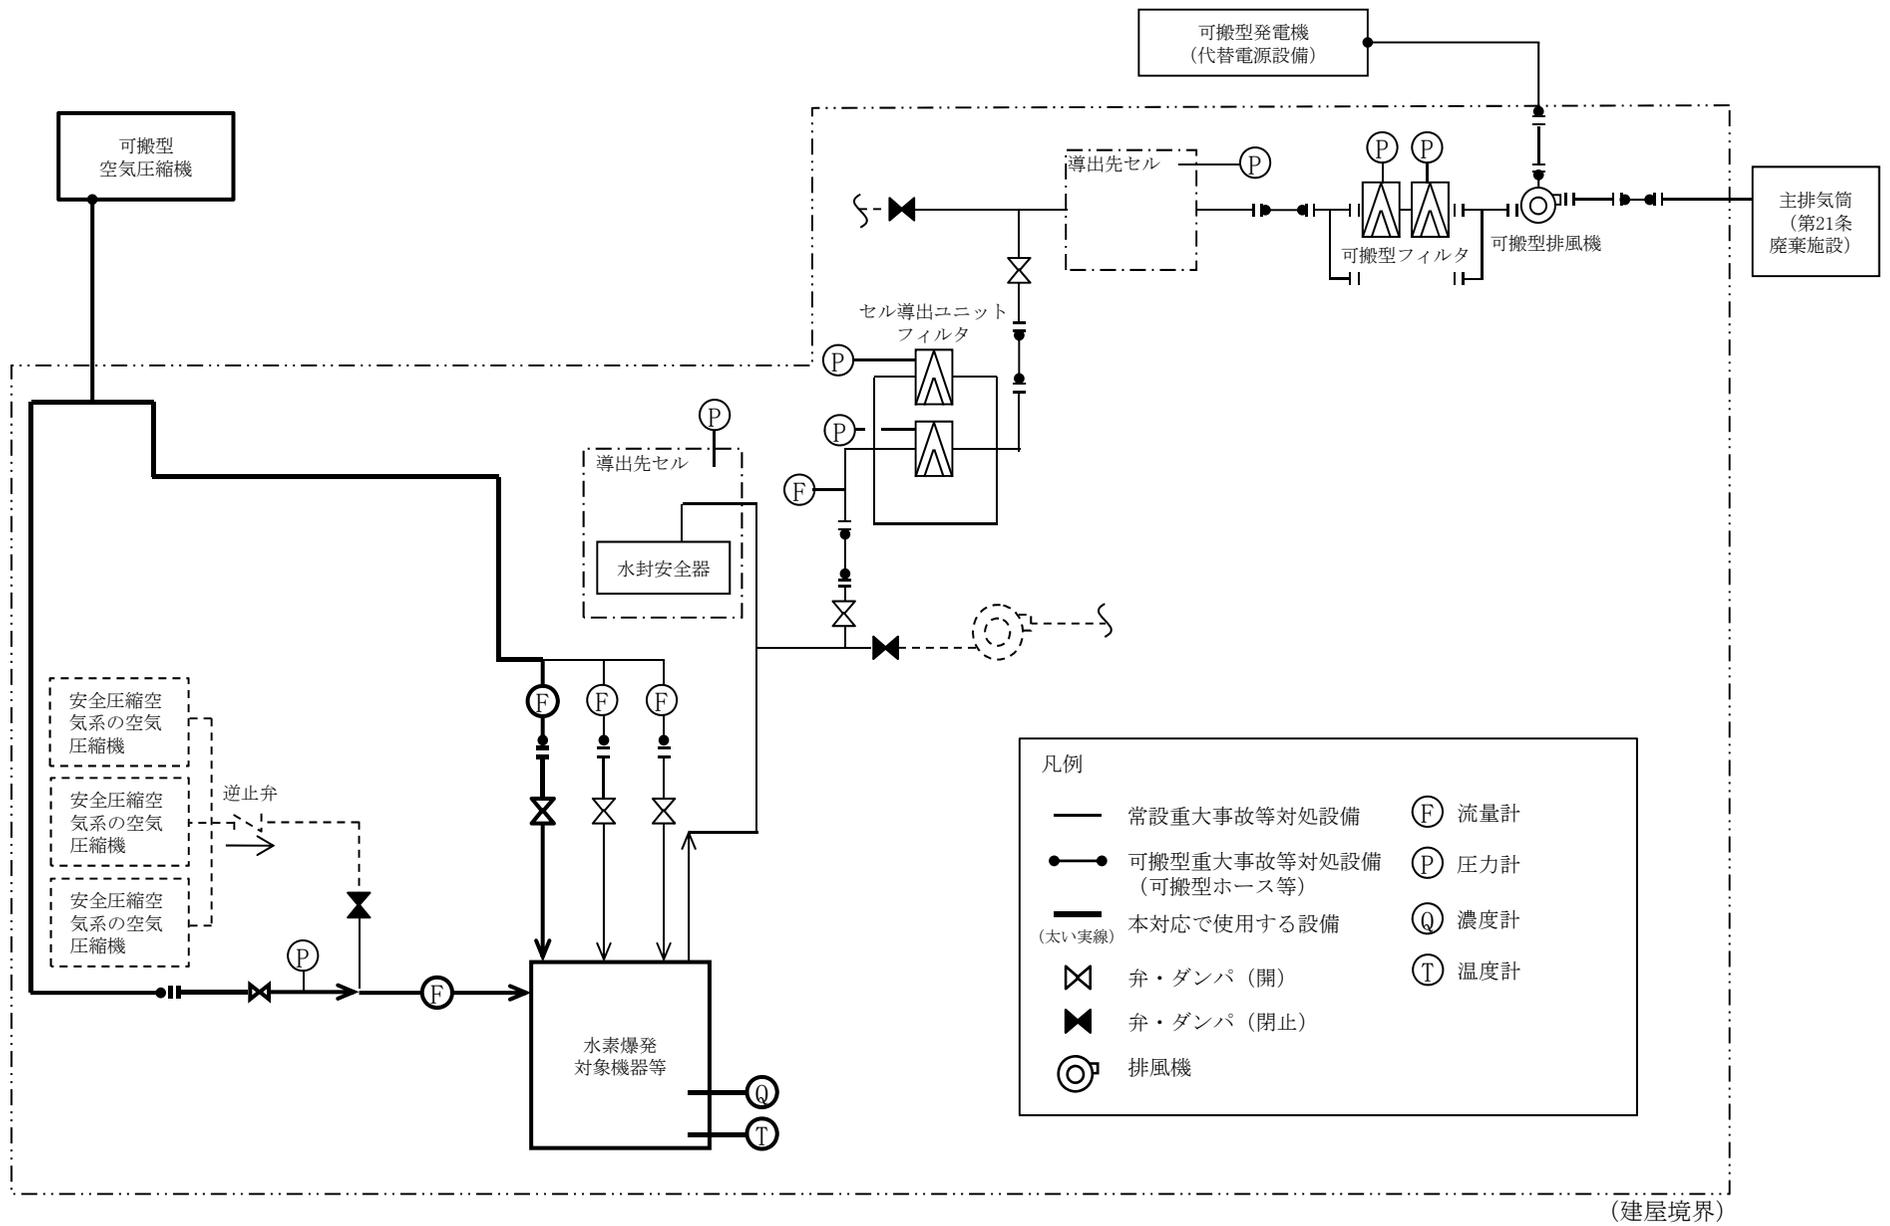 可搬型発電機
（代替電源設備）
可搬型
空気圧縮機
導出先セル
P
P
P
主排気筒
（第21条
廃棄施設）
可搬型フィルタ
可搬型排風機
セル導出ユニット
フィルタ
P
P
F
P
導出先セル
水封安全器
安全圧縮空
気系の空気
圧縮機
安全圧縮空
気系の空気
圧縮機
安全圧縮空
気系の空気
圧縮機
逆止弁
F
F
F
P
F
水素爆発
対象機器等
Q
T
凡例
常設重大事故等対処設備
可搬型重大事故等対処設備
（可搬型ホース等）
本対応で使用する設備
（太い実線）
弁・ダンパ（開）
弁・ダンパ（閉止）
排風機
F 流量計
P 圧力計
Q 濃度計
T 温度計
（建屋境界）